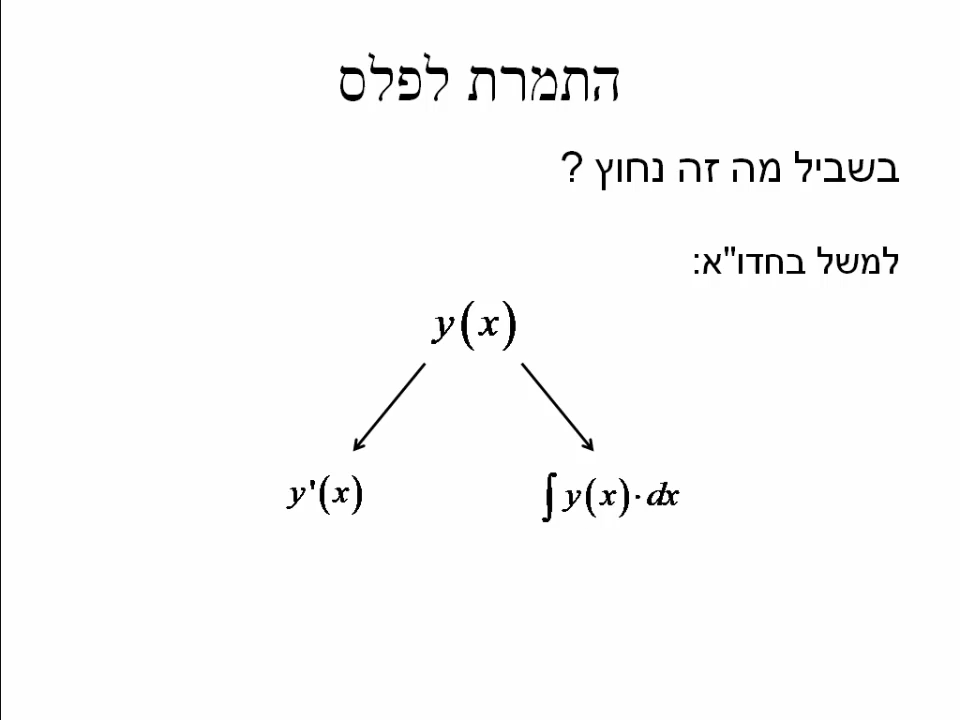 התמרת לפלס
בשביל מה זה נחוץ ?
למשל בחדו"א:
y(x)
y'(x) ∫ y(x)·dx